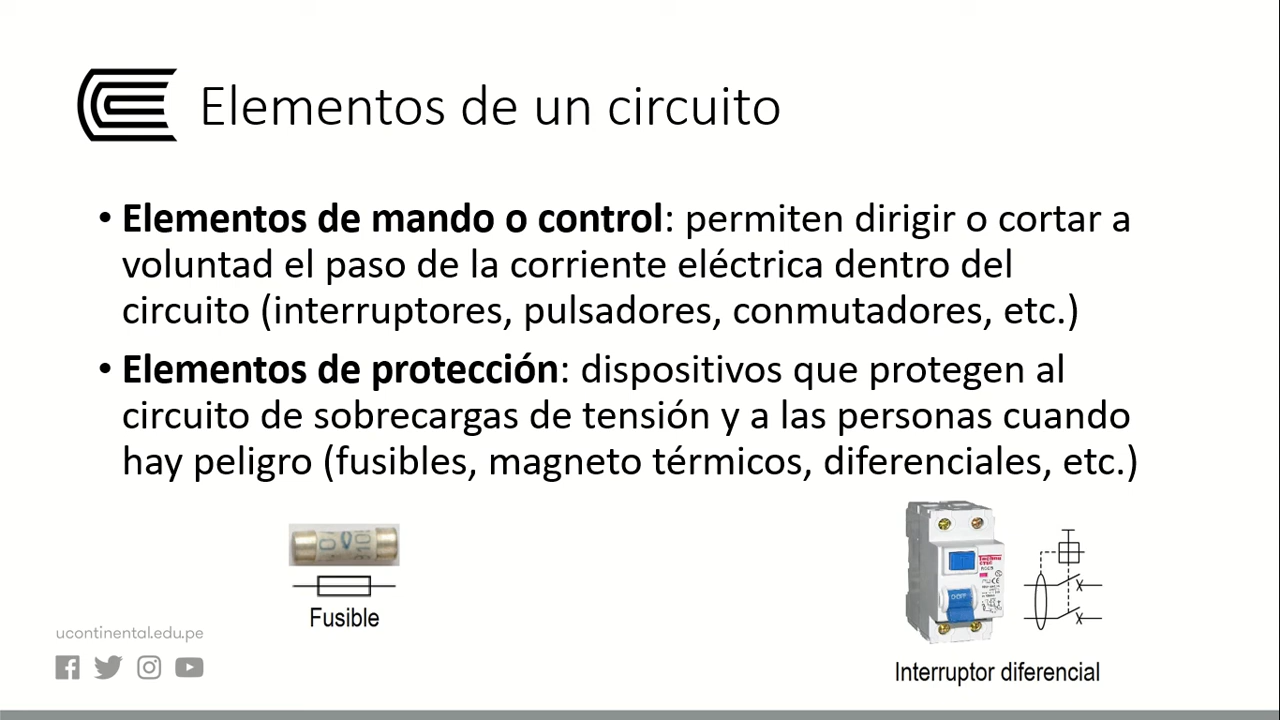 Elementos de un circuito
• Elementos de mando o control: permiten dirigir o cortar a
voluntad el paso de la corriente eléctrica dentro del
circuito (interruptores, pulsadores, conmutadores, etc.)
• Elementos de protección: dispositivos que protegen al
circuito de sobrecargas de tensión y a las personas cuando
hay peligro (fusibles, magneto térmicos, diferenciales, etc.)
Fusible
ucontinental.edu.pe
Interruptor diferencial